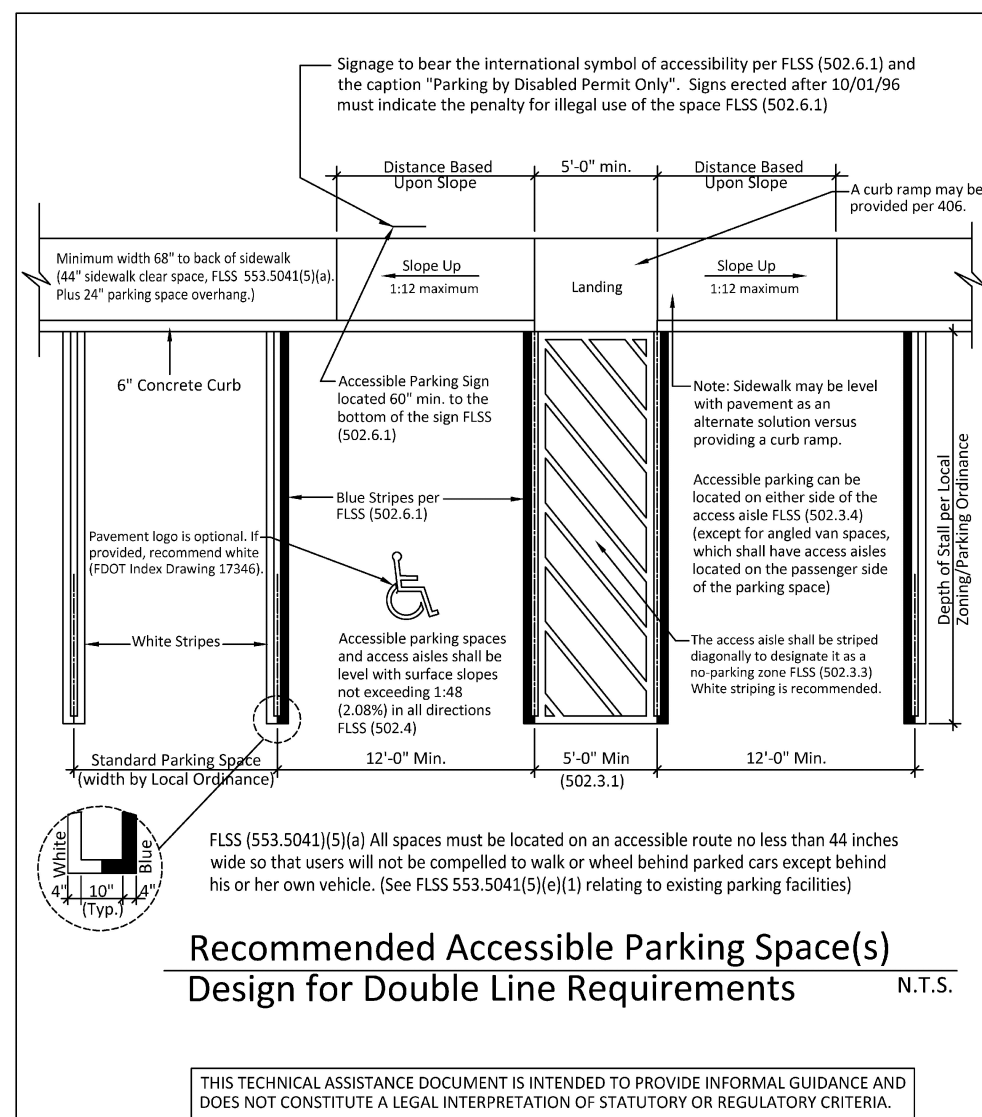 Signage to bear the international symbol of accessibility per FLSS (502.6.1) and
the caption "Parking by Disabled Permit Only".  Signs erected after 10/01/96
must indicate the penalty for illegal use of the space FLSS (502.6.1)
Distance Based
Upon Slope
5'-0" min.
Distance Based
Upon Slope
A curb ramp may be
provided per 406.
Minimum width 68" to back of sidewalk
(44" sidewalk clear space, FLSS 553.5041(5)(a).
Plus 24" parking space overhang.)
Slope Up
1:12 maximum
Landing
Slope Up
1:12 maximum
6" Concrete Curb
Accessible Parking Sign
located 60" min. to the
bottom of the sign FLSS
(502.6.1)
Note: Sidewalk may be level
with pavement as an
alternate solution versus
providing a curb ramp.
Blue Stripes per
FLSS (502.6.1)
Accessible parking can be
located on either side of the
access aisle FLSS (502.3.4)
(except for angled van spaces,
which shall have access aisles
located on the passenger side
of the parking space)
Depth of Stall per Local
Zoning/Parking Ordinance
Pavement logo is optional. If
provided, recommend white
(FDOT Index Drawing 17346).
White Stripes
Accessible parking spaces
and access aisles shall be
level with surface slopes
not exceeding 1:48
(2.08%) in all directions
FLSS (502.4)
The access aisle shall be striped
diagonally to designate it as a
no-parking zone FLSS (502.3.3)
White striping is recommended.
Standard Parking Space
(width by Local Ordinance)
12'-0" Min.
5'-0" Min
(502.3.1)
12'-0" Min.
White
Blue
4"
10"
4"
(Typ.)
FLSS (553.5041)(5)(a) All spaces must be located on an accessible route no less than 44 inches
wide so that users will not be compelled to walk or wheel behind parked cars except behind
his or her own vehicle. (See FLSS 553.5041(5)(e)(1) relating to existing parking facilities)
Recommended Accessible Parking Space(s)
Design for Double Line Requirements
N.T.S.
THIS TECHNICAL ASSISTANCE DOCUMENT IS INTENDED TO PROVIDE INFORMAL GUIDANCE AND
DOES NOT CONSTITUTE A LEGAL INTERPRETATION OF STATUTORY OR REGULATORY CRITERIA.